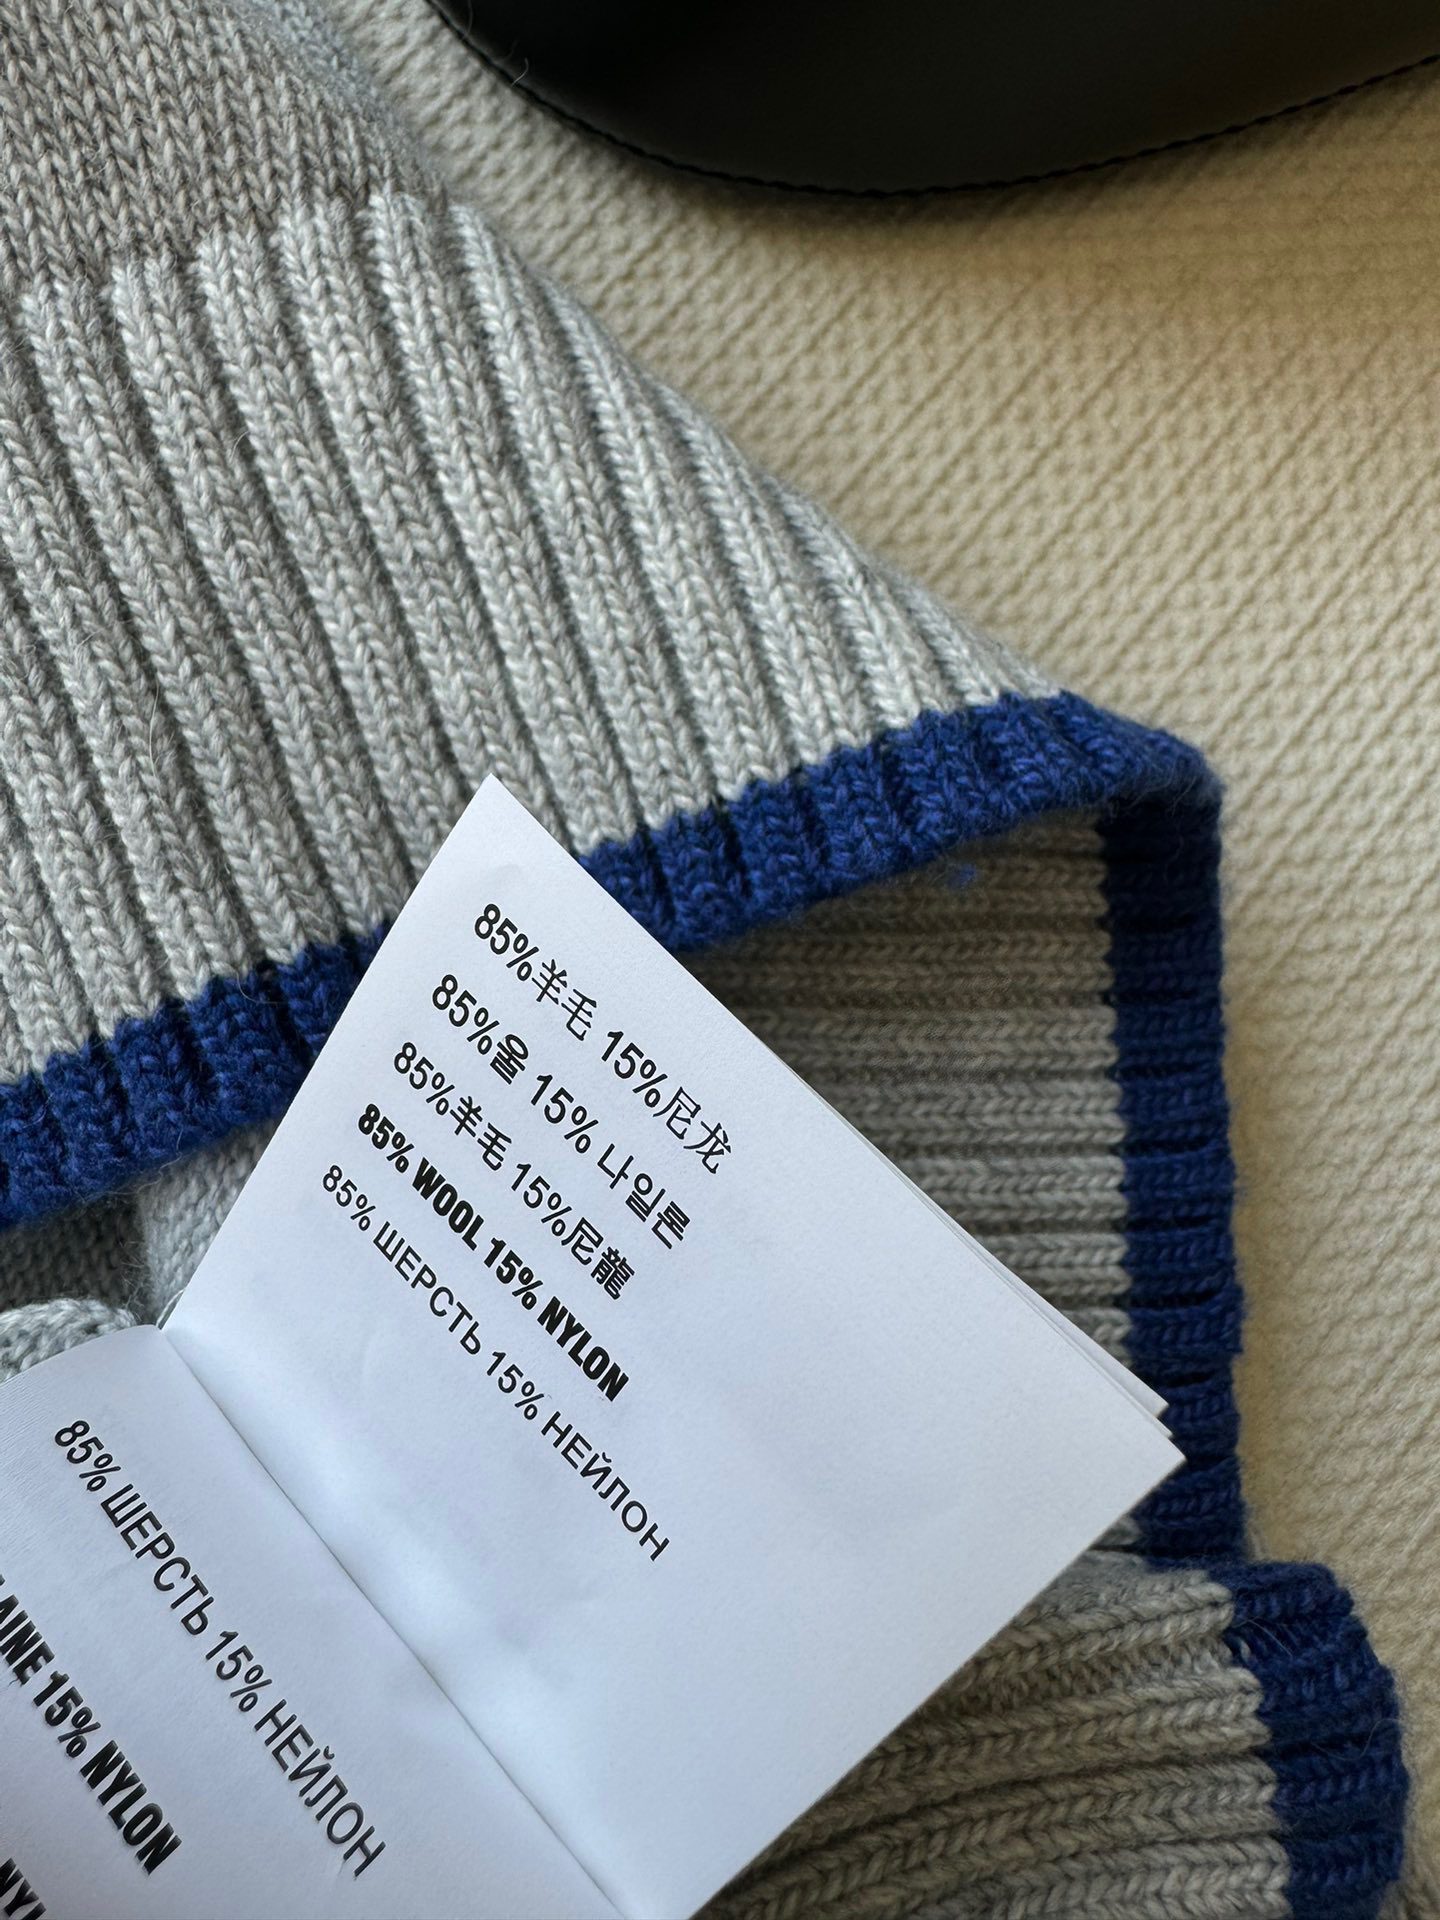 85%羊毛 15%尼龙
85%울 15% 나일론
85%羊毛 15%尼龍
85% WOOL 15% NYLON
85% ШЕРСТЬ 15% НЕЙЛОН
85% ШЕРСТЬ 15% НЕЙЛОН
AINE 15% NYLON
NY